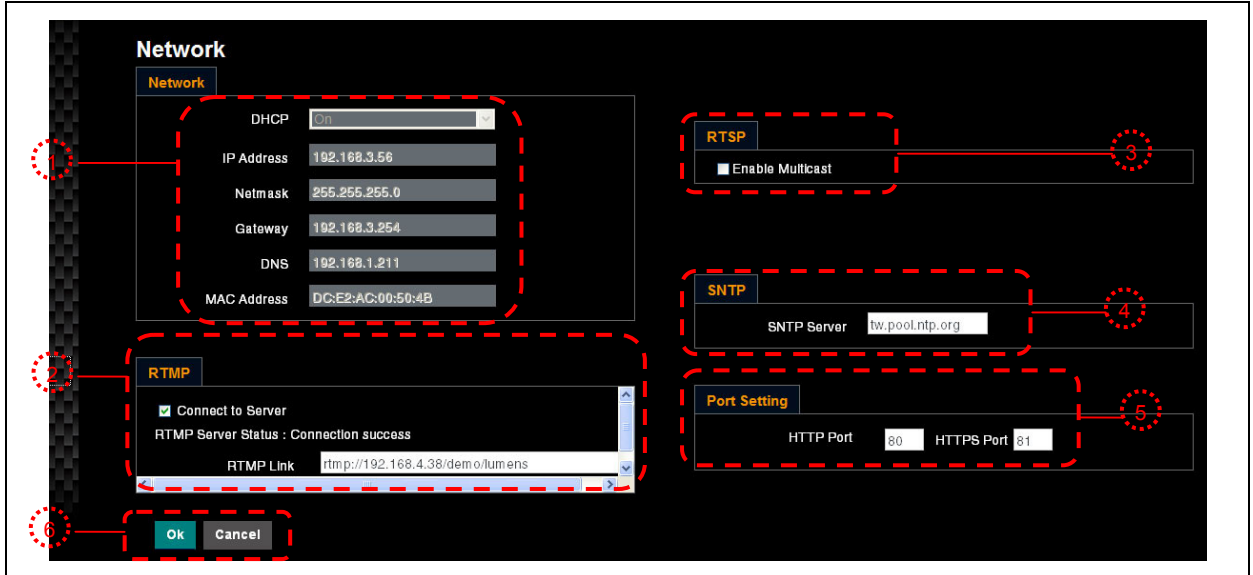 Network
Network
DHCP On
IP Address 192.168.3.56
Netmask 255.255.255.0
Gateway 192.168.3.254
DNS 192.168.1.211
MAC Address DC:E2:AC:00:50:4B
1
RTMP
Connect to Server
RTMP Server Status : Connection success
RTMP Link rtmp://192.168.4.38/demo/lumens
2
RTSP
Enable Multicast
3
SNTP
SNTP Server tw.pool.ntp.org
4
Port Setting
HTTP Port 80 HTTPS Port 81
5
Ok Cancel
6